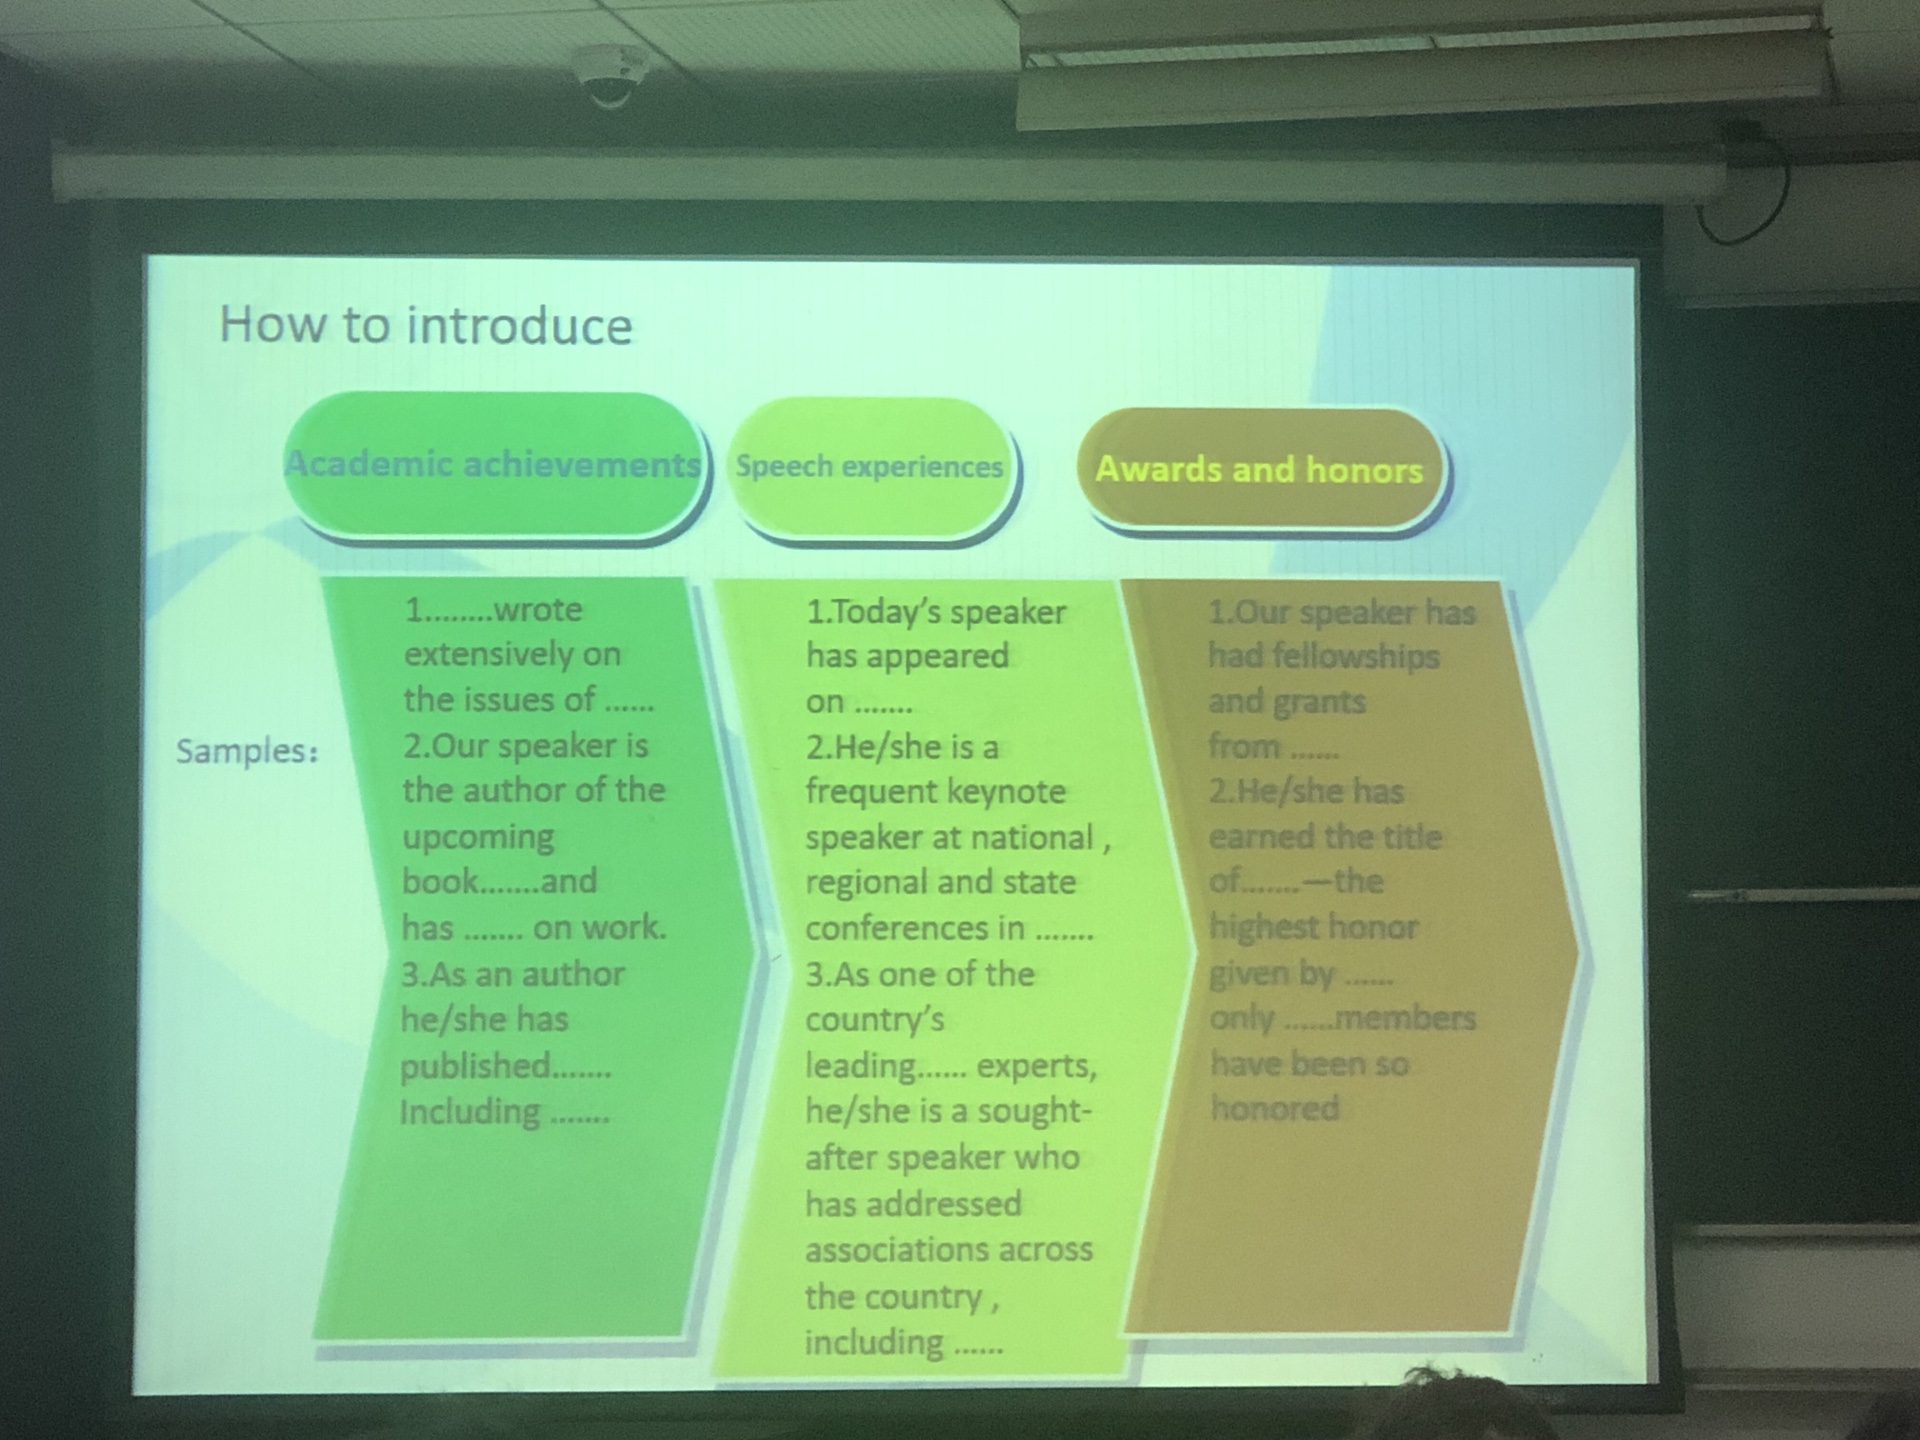 How to introduce
Academic achievements
Speech experiences
Awards and honors
Samples:
1........wrote
extensively on
the issues of ......
2.Our speaker is
the author of the
upcoming
book.......and
has ....... on work.
3.As an author
he/she has
published.......
Including .......
1.Today's speaker
has appeared
on .......
2.He/she is a
frequent keynote
speaker at national ,
regional and state
conferences in .......
3.As one of the
country's
leading...... experts,
he/she is a sought-
after speaker who
has addressed
associations across
the country ,
including ......
1.Our speaker has
had fellowships
and grants
from ......
2.He/she has
earned the title
of.......—the
highest honor
given by ......
only ......members
have been so
honored